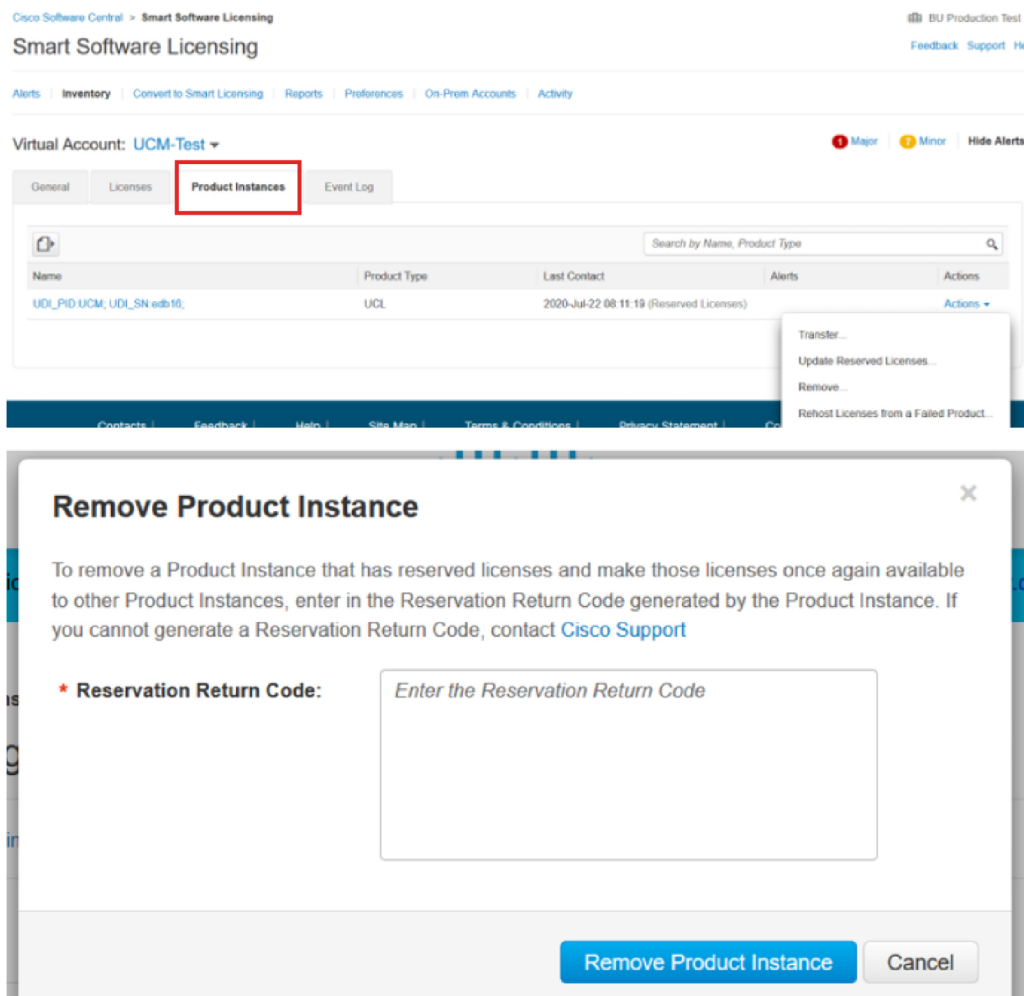 Cisco Software Central > Smart Software Licensing
BU Production Test
Smart Software Licensing
Feedback Support
Alerts Inventory Convert to Smart Licensing Reports Preferences On-Prem Accounts Activity
Virtual Account: UCM-Test
1 Major Minor Hide Alerts
General Licenses Product Instances Event Log
Search by Name, Product Type
Name Product Type Last Contact Alerts Actions
UDI_PID:UCM; UDI_SN:edb16; UCL 2020-Jul-22 08:11:19 (Reserved Licenses) Actions
Transfer...
Update Reserved Licenses...
Remove...
Rehost Licenses from a Failed Product...
Contacts | Feedback | Help | Site Map | Terms & Conditions | Privacy Statement |
Remove Product Instance
To remove a Product Instance that has reserved licenses and make those licenses once again available
to other Product Instances, enter in the Reservation Return Code generated by the Product Instance. If
you cannot generate a Reservation Return Code, contact Cisco Support
* Reservation Return Code:
Enter the Reservation Return Code
Remove Product Instance Cancel